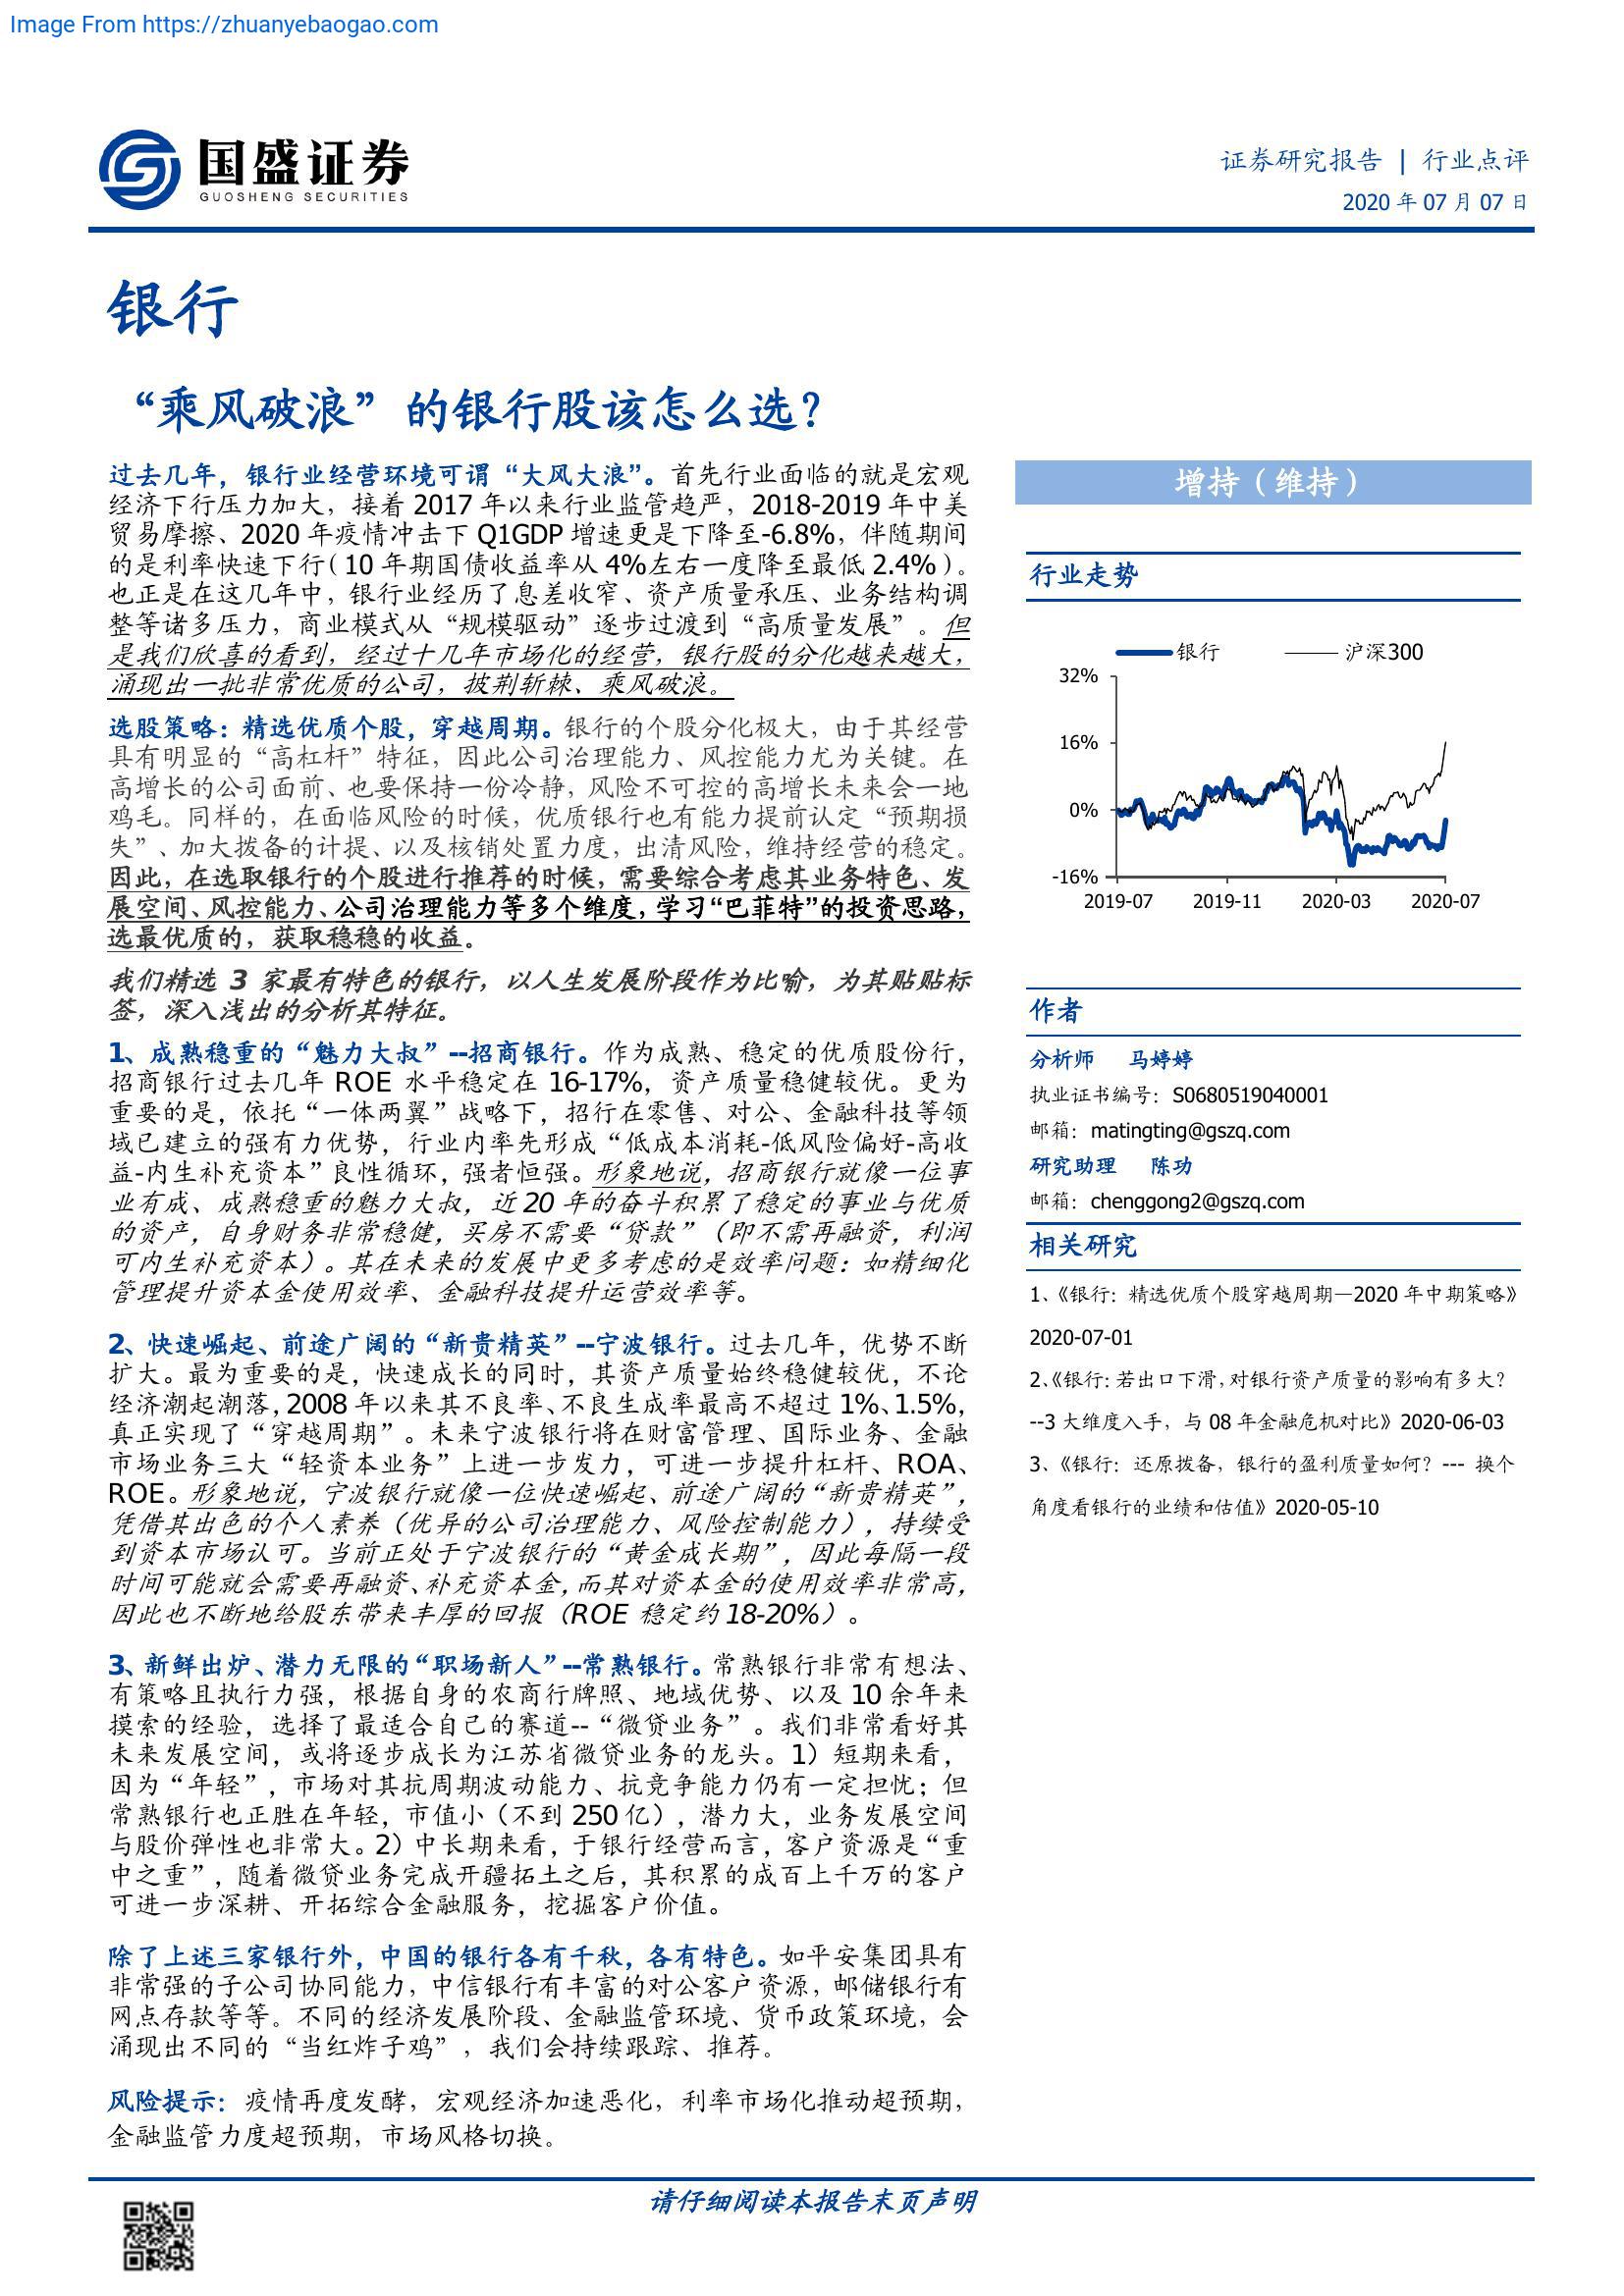 Image From https://zhuanyebaogao.com
国盛证券
GUOSHENG SECURITIES
证券研究报告 | 行业点评
2020 年 07 月 07 日
银行
“乘风破浪”的银行股该怎么选？
过去几年，银行业经营环境可谓“大风大浪”。首先行业面临的就是宏观
经济下行压力加大，接着 2017 年以来行业监管趋严，2018-2019 年中美
贸易摩擦、2020 年疫情冲击下 Q1GDP 增速更是下降至-6.8%，伴随期间
的是利率快速下行（10 年期国债收益率从 4%左右一度降至最低 2.4%）。
也正是在这几年中，银行业经历了息差收窄、资产质量承压、业务结构调
整等诸多压力，商业模式从“规模驱动”逐步过渡到“高质量发展”。但
是我们欣喜的看到，经过十几年市场化的经营，银行股的分化越来越大，
涌现出一批非常优质的公司，披荆斩棘、乘风破浪。
选股策略：精选优质个股，穿越周期。银行的个股分化极大，由于其经营
具有明显的“高杠杆”特征，因此公司治理能力、风控能力尤为关键。在
高增长的公司面前、也要保持一份冷静，风险不可控的高增长未来会一地
鸡毛。同样的，在面临风险的时候，优质银行也有能力提前认定“预期损
失”、加大拨备的计提、以及核销处置力度，出清风险，维持经营的稳定。
因此，在选取银行的个股进行推荐的时候，需要综合考虑其业务特色、发
展空间、风控能力、公司治理能力等多个维度，学习“巴菲特”的投资思路，
选最优质的，获取稳稳的收益。
我们精选 3 家最有特色的银行，以人生发展阶段作为比喻，为其贴贴标
签，深入浅出的分析其特征。
1、成熟稳重的“魅力大叔”--招商银行。作为成熟、稳定的优质股份行，
招商银行过去几年 ROE 水平稳定在 16-17%，资产质量稳健较优。更为
重要的是，依托“一体两翼”战略下，招行在零售、对公、金融科技等领
域已建立的强有力优势，行业内率先形成“低成本消耗-低风险偏好-高收
益-内生补充资本”良性循环，强者恒强。形象地说，招商银行就像一位事
业有成、成熟稳重的魅力大叔，近 20 年的奋斗积累了稳定的事业与优质
的资产，自身财务非常稳健，买房不需要“贷款”（即不需再融资，利润
可内生补充资本）。其在未来的发展中更多考虑的是效率问题：如精细化
管理提升资本金使用效率、金融科技提升运营效率等。
2、快速崛起、前途广阔的“新贵精英”--宁波银行。过去几年，优势不断
扩大。最为重要的是，快速成长的同时，其资产质量始终稳健较优，不论
经济潮起潮落，2008 年以来其不良率、不良生成率最高不超过 1%、1.5%，
真正实现了“穿越周期”。未来宁波银行将在财富管理、国际业务、金融
市场业务三大“轻资本业务”上进一步发力，可进一步提升杠杆、ROA、
ROE。形象地说，宁波银行就像一位快速崛起、前途广阔的“新贵精英”，
凭借其出色的个人素养（优异的公司治理能力、风险控制能力），持续受
到资本市场认可。当前正处于宁波银行的“黄金成长期”，因此每隔一段
时间可能就会需要再融资、补充资本金，而其对资本金的使用效率非常高，
因此也不断地给股东带来丰厚的回报（ROE 稳定约 18-20%）。
3、新鲜出炉、潜力无限的“职场新人”--常熟银行。常熟银行非常有想法、
有策略且执行力强，根据自身的农商行牌照、地域优势、以及 10 余年来
摸索的经验，选择了最适合自己的赛道--“微贷业务”。我们非常看好其
未来发展空间，或将逐步成长为江苏省微贷业务的龙头。1）短期来看，
因为“年轻”，市场对其抗周期波动能力、抗竞争能力仍有一定担忧；但
常熟银行也正胜在年轻，市值小（不到 250 亿），潜力大，业务发展空间
与股价弹性也非常大。2）中长期来看，于银行经营而言，客户资源是“重
中之重”，随着微贷业务完成开疆拓土之后，其积累的成百上千万的客户
可进一步深耕、开拓综合金融服务，挖掘客户价值。
除了上述三家银行外，中国的银行各有千秋，各有特色。如平安集团具有
非常强的子公司协同能力，中信银行有丰富的对公客户资源，邮储银行有
网点存款等等。不同的经济发展阶段、金融监管环境、货币政策环境，会
涌现出不同的“当红炸子鸡”，我们会持续跟踪、推荐。
风险提示：疫情再度发酵，宏观经济加速恶化，利率市场化推动超预期，
金融监管力度超预期，市场风格切换。
增持（维持）
行业走势
银行 沪深300
32%
16%
0%
-16%
2019-07 2019-11 2020-03 2020-07
作者
分析师 马婷婷
执业证书编号：S0680519040001
邮箱：matingting@gszq.com
研究助理 陈功
邮箱：chenggong2@gszq.com
相关研究
1、《银行：精选优质个股穿越周期—2020 年中期策略》
2020-07-01
2、《银行：若出口下滑，对银行资产质量的影响有多大？
--3 大维度入手，与 08 年金融危机对比》2020-06-03
3、《银行：还原拨备，银行的盈利质量如何？--- 换个
角度看银行的业绩和估值》2020-05-10
请仔细阅读本报告末页声明